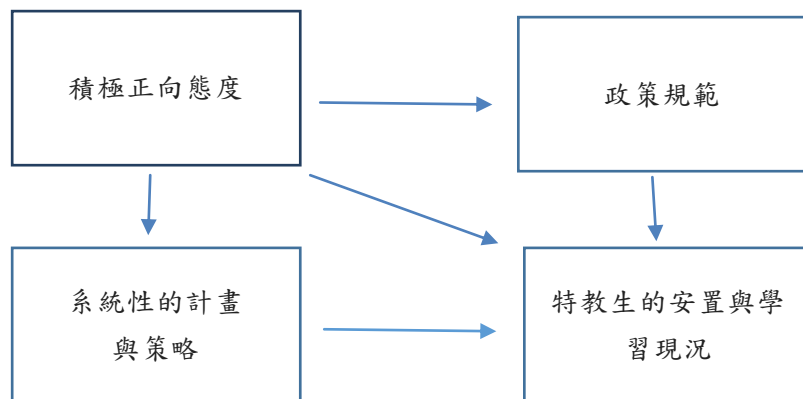 積極正向態度
政策規範
系統性的計畫
與策略
特教生的安置與學
習現況